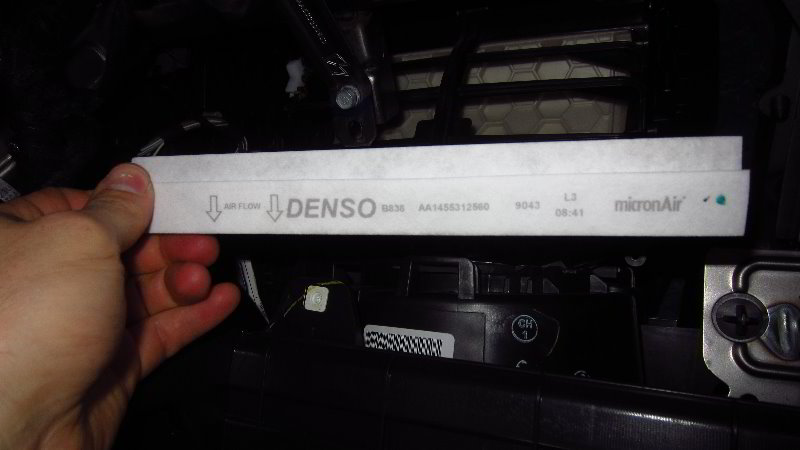 AIR FLOW DENSO B836 AA1455312560 9043 L3 08:41 micronAir
CH
1